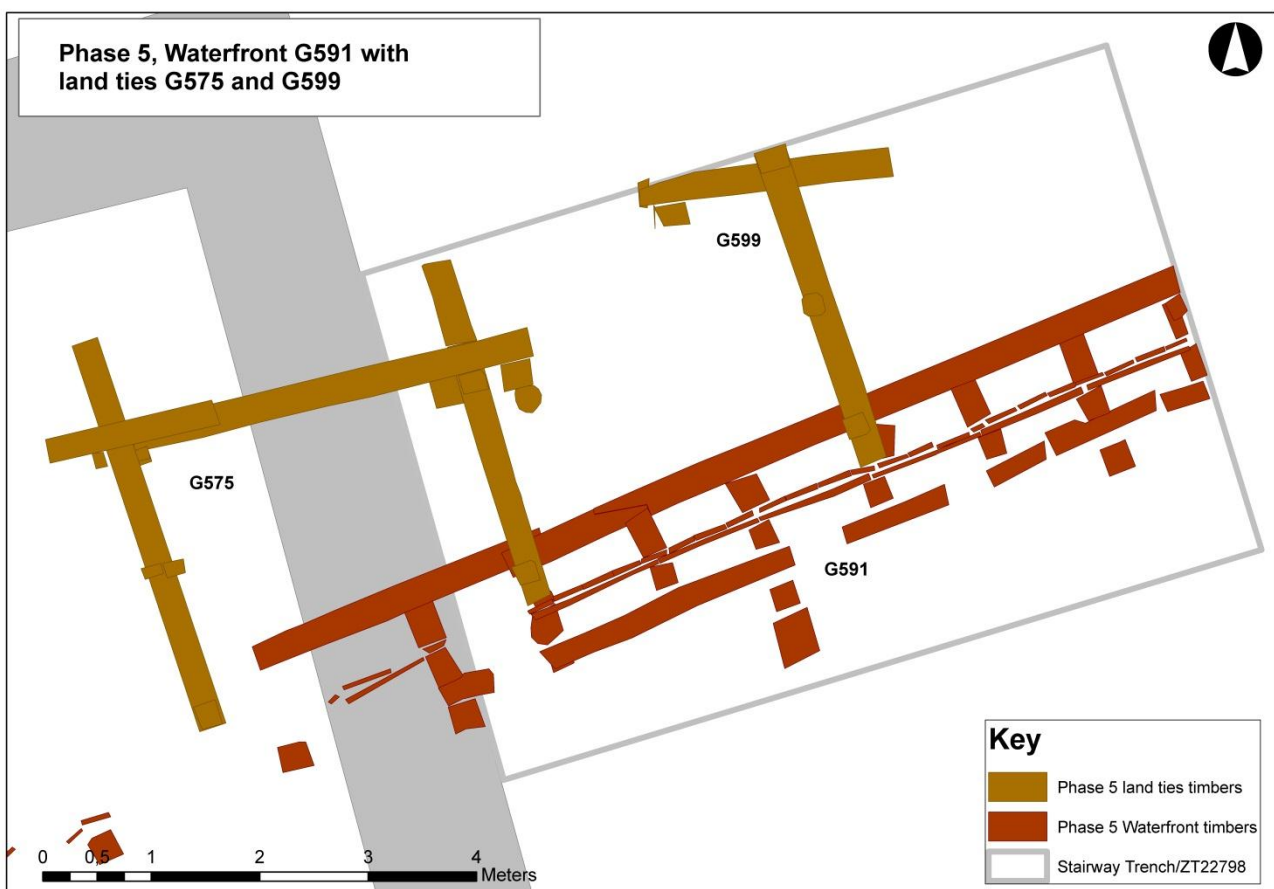 Phase 5, Waterfront G591 with
land ties G575 and G599
G599
G575
G591
Key
Phase 5 land ties timbers
Phase 5 Waterfront timbers
Stairway Trench/ZT22798
0 0,5 1 2 3 4
Meters